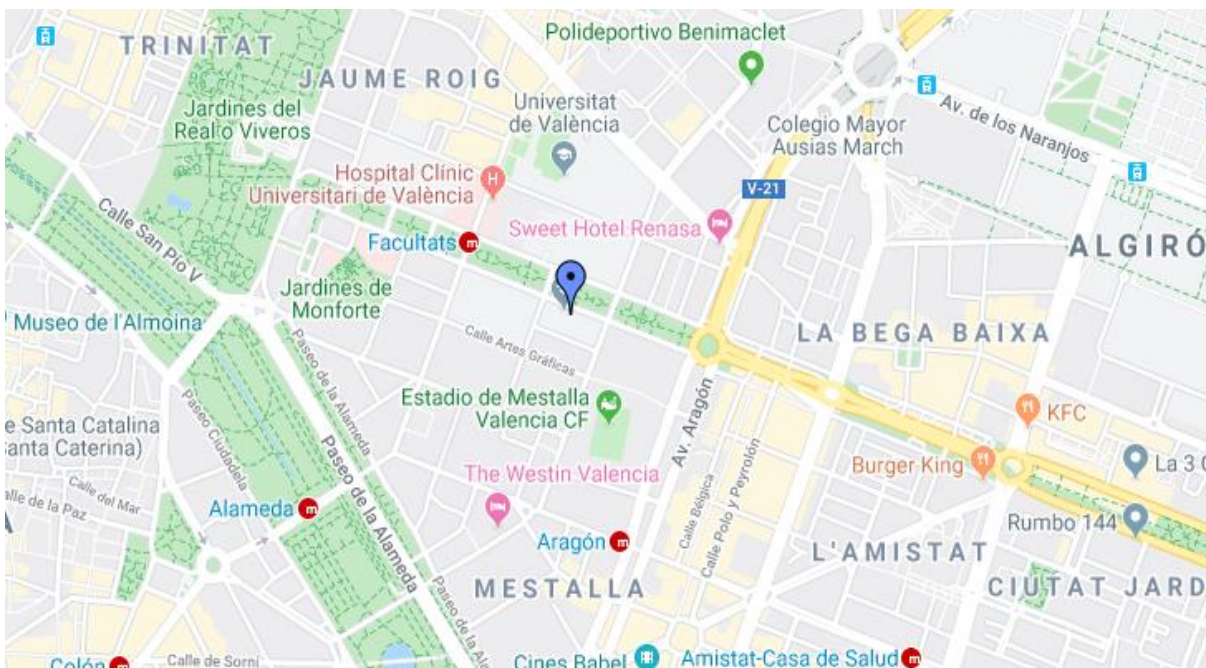 TRINITAT
JAUME ROIG
Polideportivo Benimaclet
Jardines del
Real o Viveros
Universitat
de València
Colegio Mayor
Ausias March
Av. de los Naranjos
V-21
Hospital Clínic
Universitari de València
H
Calle San Pío V
Facultats
m
Sweet Hotel Renasa
ALGIRÓ
Jardines de
Monforte
Museo de l'Almoina
Paseo de la Alameda
Calle Artes Gráficas
LA BEGA BAIXA
Paseo Ciudadela
Estadio de Mestalla
Valencia CF
Av. Aragón
KFC
e Santa Catalina
anta Caterina)
Paseo de la Alameda
The Westin Valencia
Burger King
La 3
Calle Bélgica
Calle Polo y Peyrolón
Calle del Mar
alle de la Paz
Alameda
m
Aragón
m
Rumbo 144
L'AMISTAT
MESTALLA
CIUTAT JARD
Paseo de la Al
Colón
m
Calle de Sorní
Cines Babel
Amistat-Casa de Salud
m